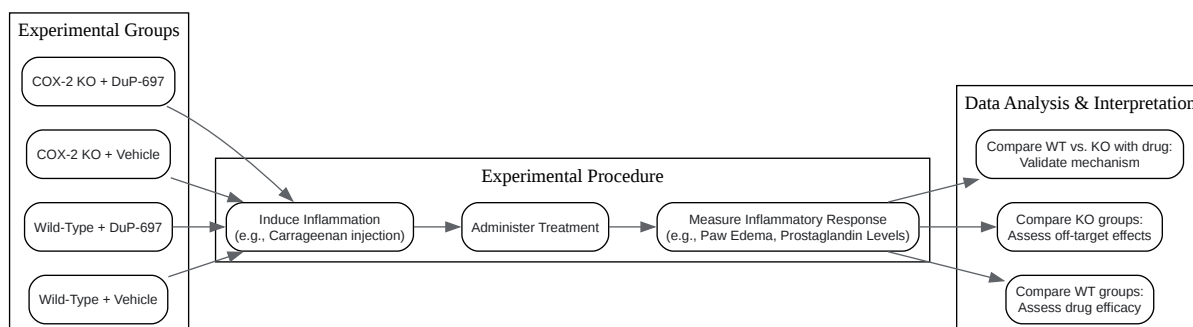 Experimental Groups
COX-2 KO + DuP-697
COX-2 KO + Vehicle
Wild-Type + DuP-697
Wild-Type + Vehicle
Experimental Procedure
Induce Inflammation
(e.g., Carrageenan injection)
Administer Treatment
Measure Inflammatory Response
(e.g., Paw Edema, Prostaglandin Levels)
Data Analysis & Interpretation
Compare WT vs. KO with drug:
Validate mechanism
Compare KO groups:
Assess off-target effects
Compare WT groups:
Assess drug efficacy